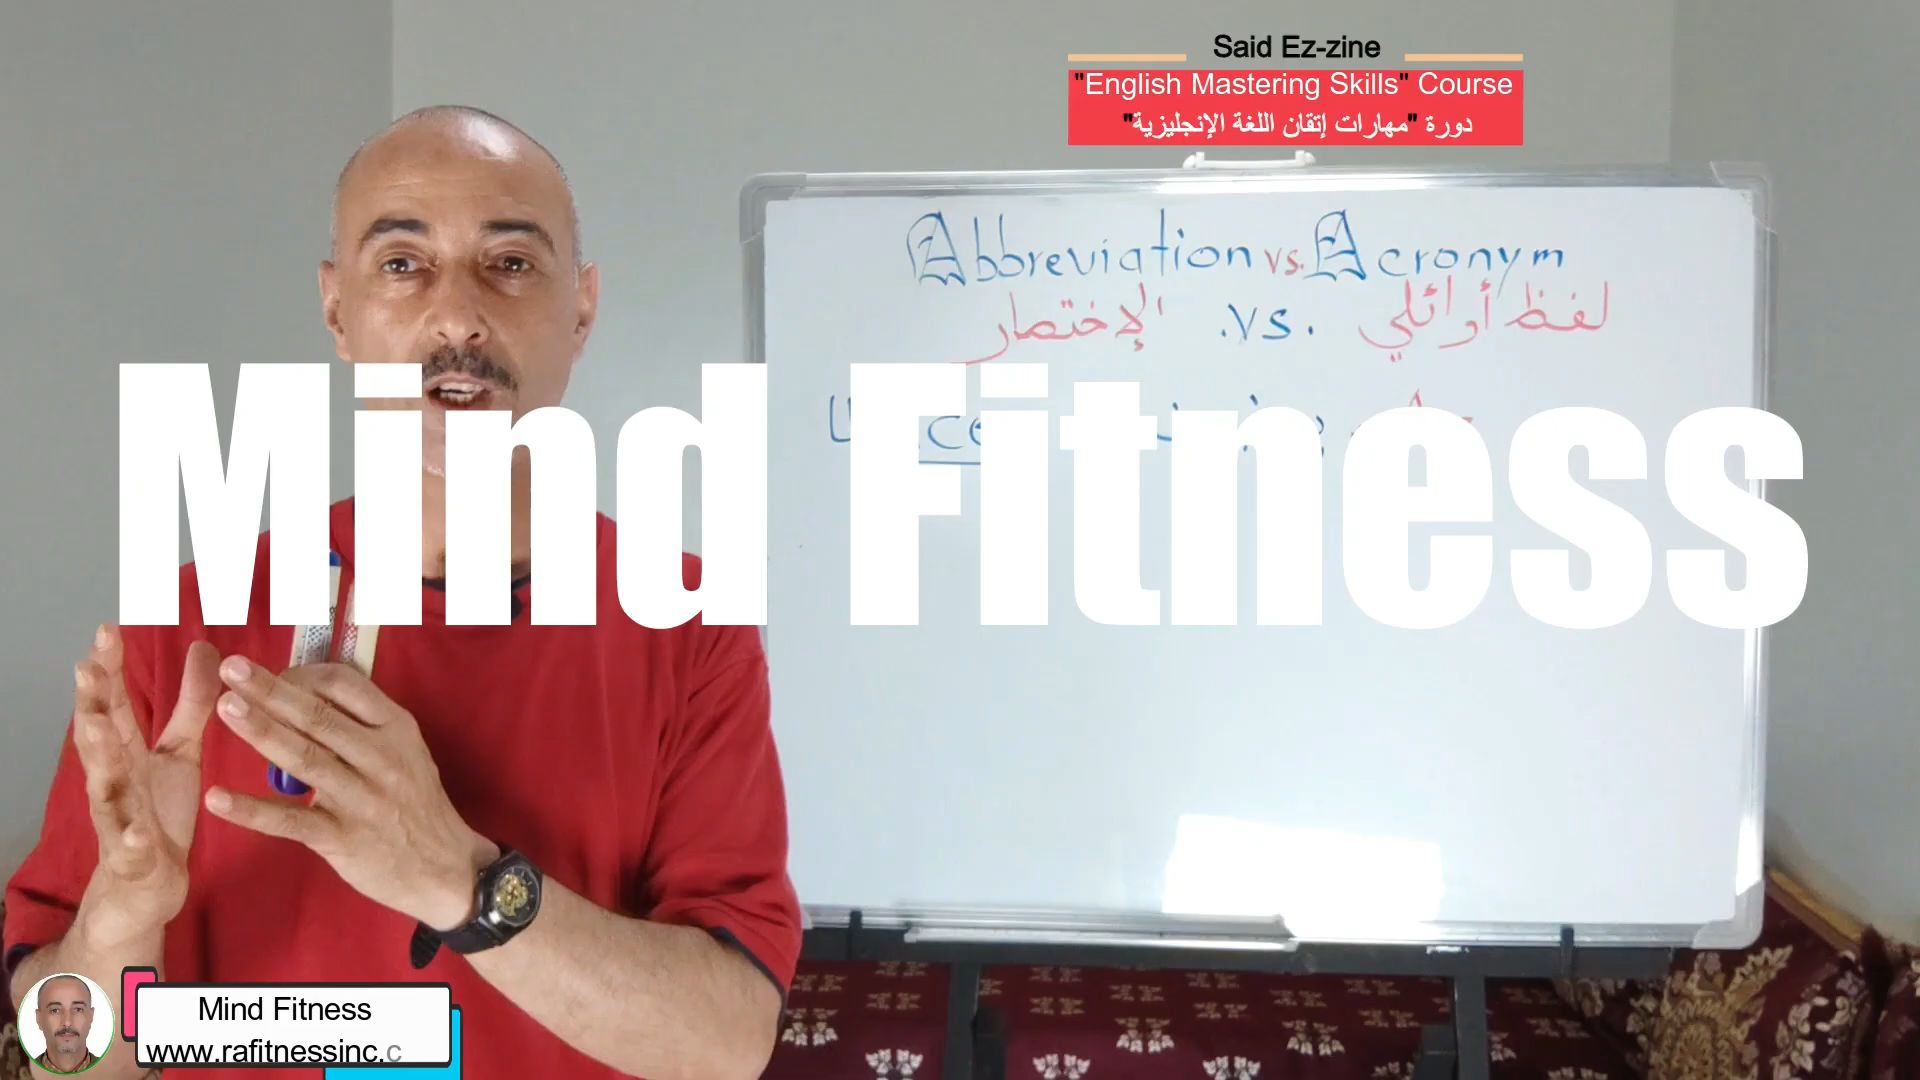 Said Ez-zine
"English Mastering Skills" Course
دورة "مهارات إتقان اللغة الإنجليزية"
Abbreviation vs. Acronym
الإختصار .vs. لفظ أوائلي
Mind Fitness
Mind Fitness
www.rafitnessinc.c